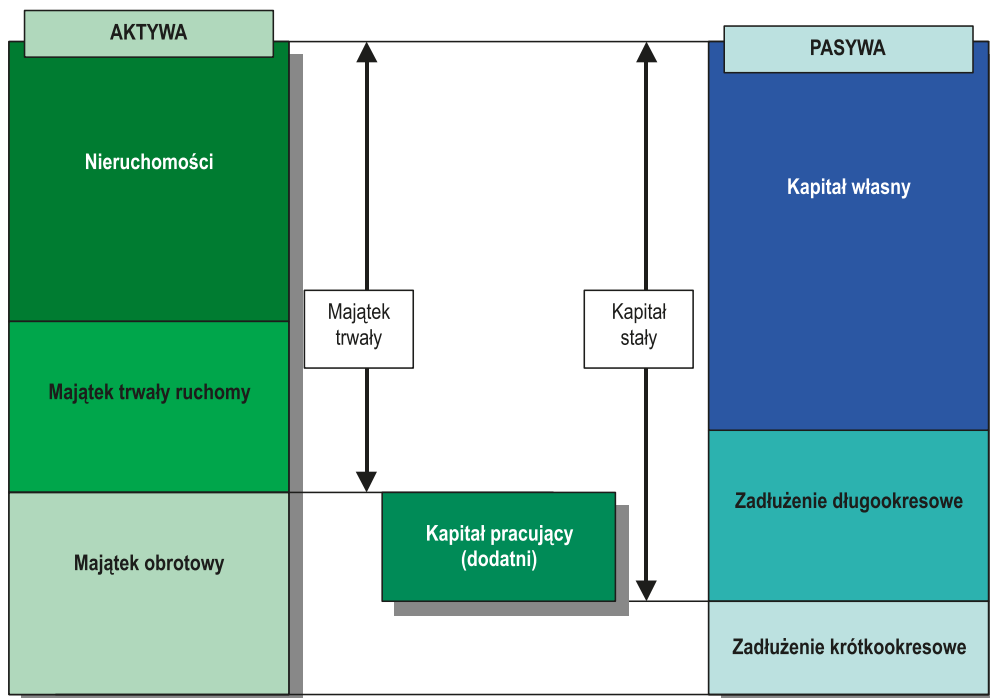 AKTYWA
PASYWA
Nieruchomości
Kapitał własny
Majątek
trwały
Kapitał
stały
Majątek trwały ruchomy
Zadłużenie długookresowe
Kapitał pracujący
(dodatni)
Majątek obrotowy
Zadłużenie krótkookresowe